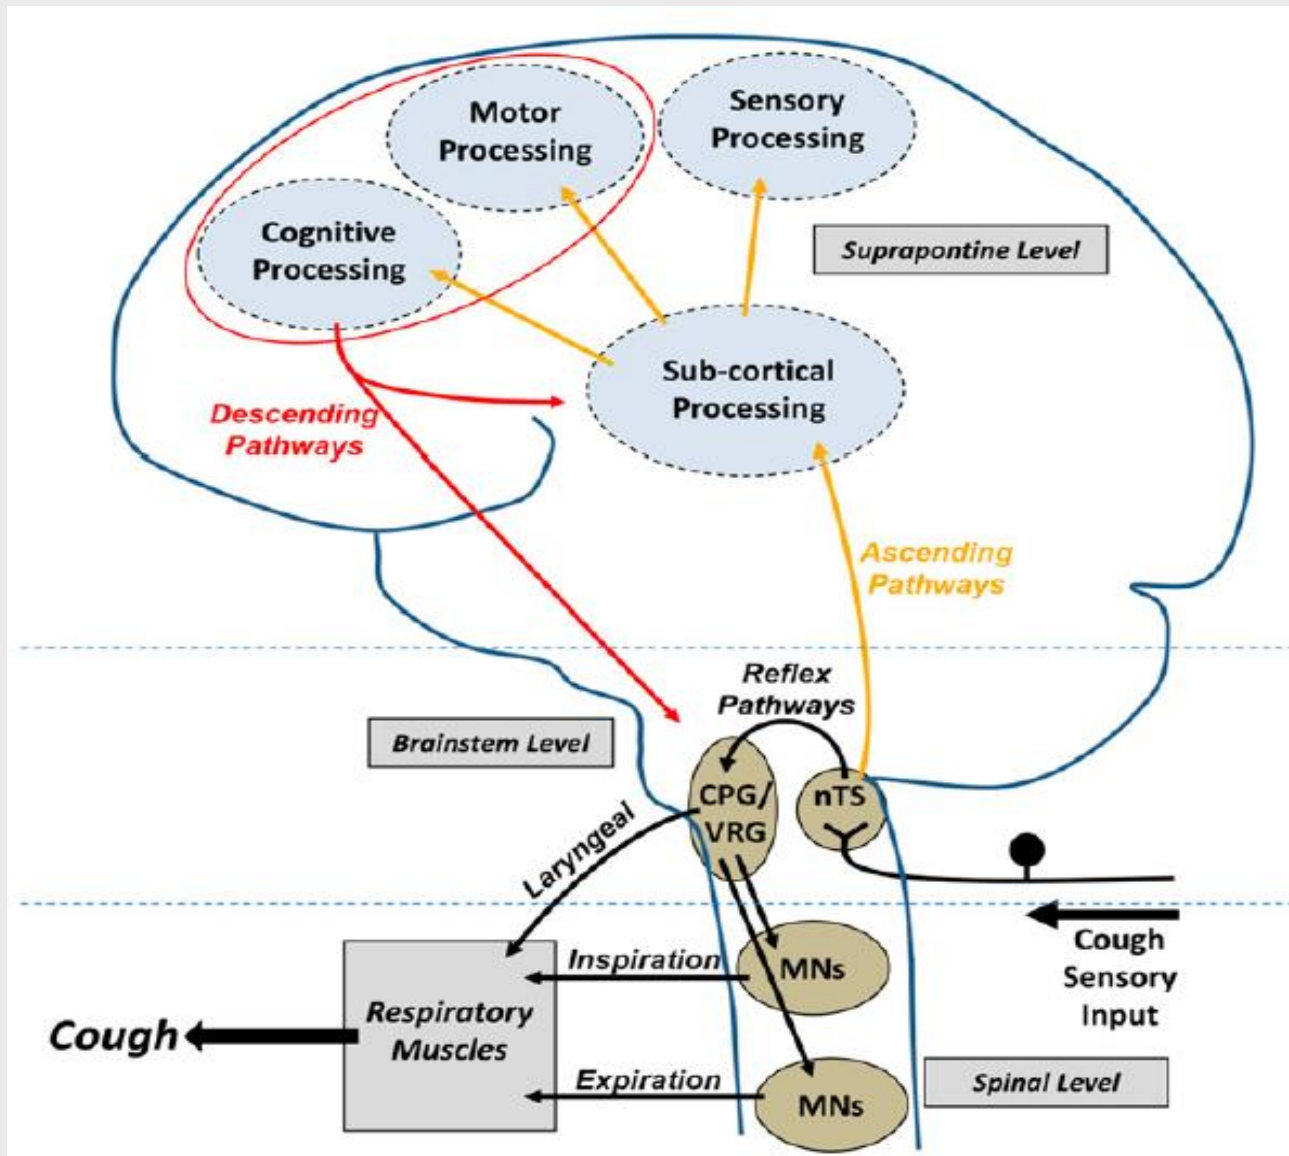 Motor
Processing
Sensory
Processing
Cognitive
Processing
Suprapontine Level
Sub-cortical
Processing
Descending
Pathways
Ascending
Pathways
Reflex
Pathways
Brainstem Level
CPG/
VRG
nTS
Laryngeal
Cough
Sensory
Input
Inspiration
MNs
Respiratory
Muscles
Cough
Expiration
MNs
Spinal Level